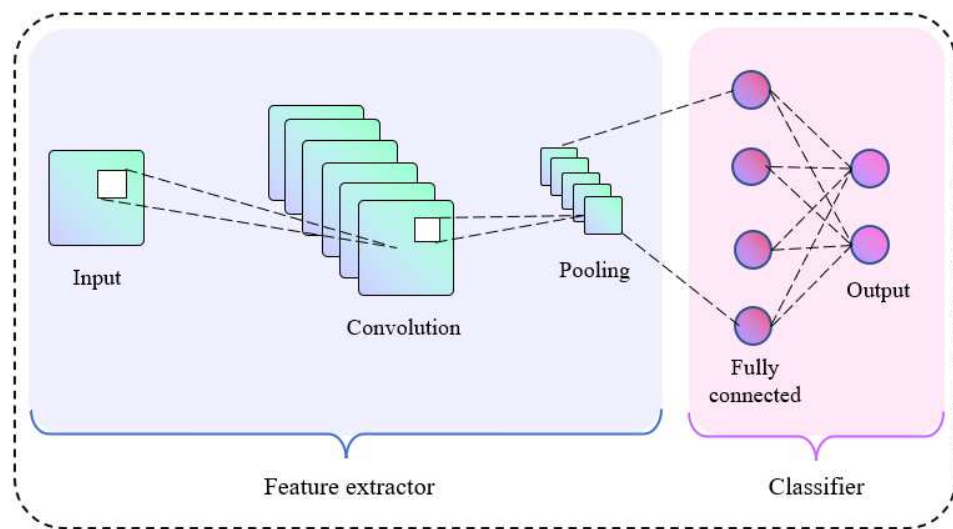 Input
Convolution
Pooling
Fully
connected
Output
Feature extractor
Classifier